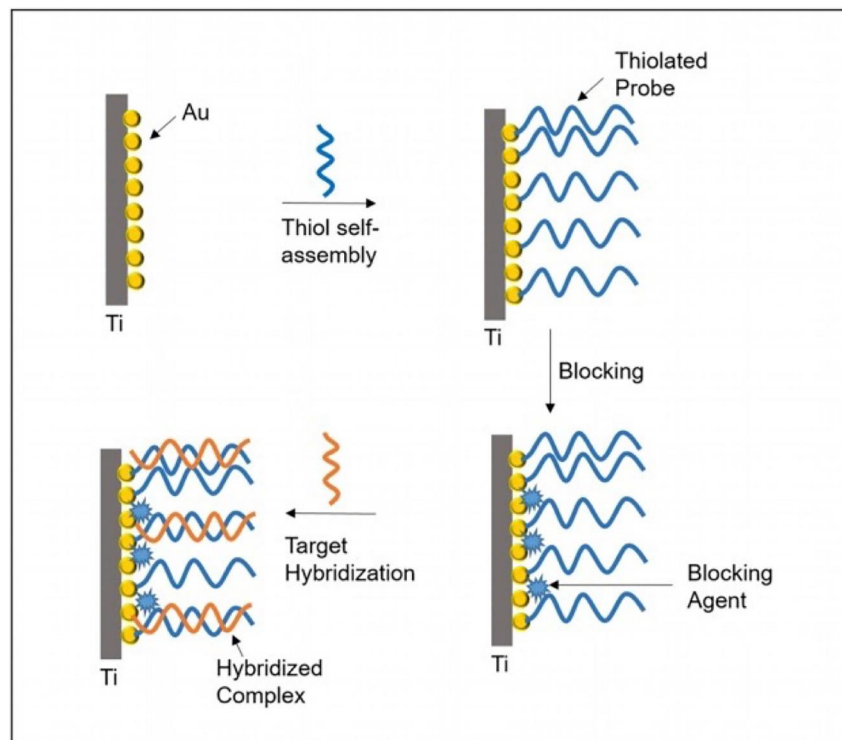 Au
Ti
Thiol self-
assembly
Thiolated
Probe
Ti
Blocking
Blocking
Agent
Ti
Target
Hybridization
Hybridized
Complex
Ti